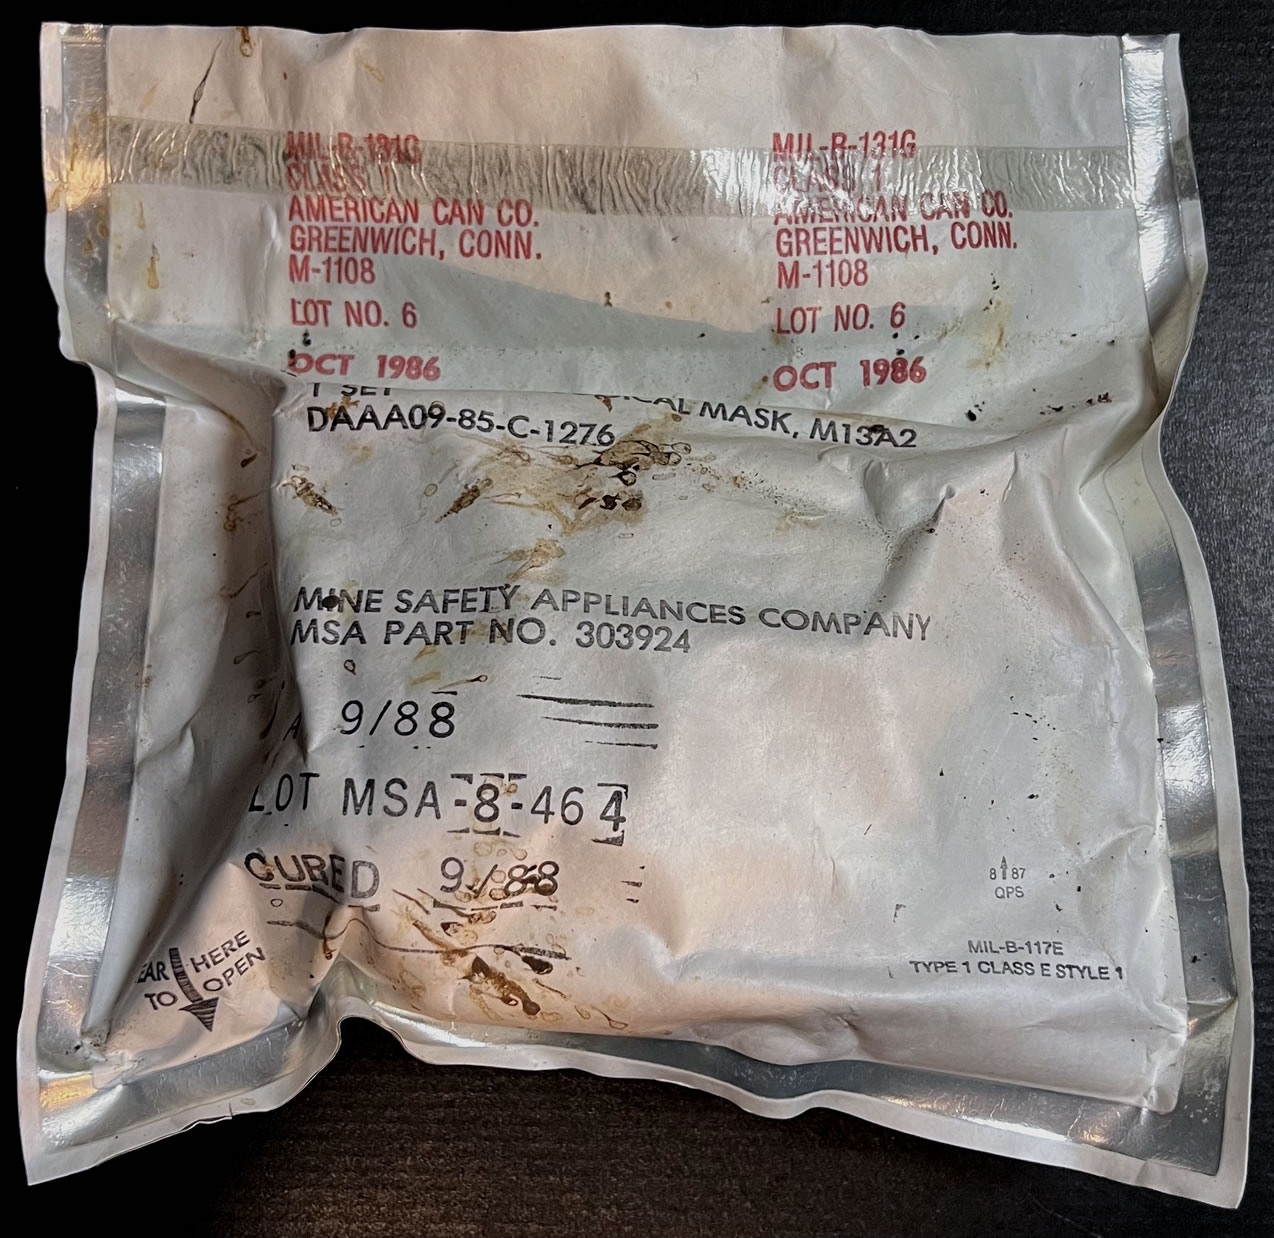 MIL-B-131G
CLASS 1
AMERICAN CAN CO.
GREENWICH, CONN.
M-1108
LOT NO. 6
OCT 1986
MIL-B-131G
CLASS 1
AMERICAN CAN CO.
GREENWICH, CONN.
M-1108
LOT NO. 6
OCT 1986
1 SET MASK, M13A2
DAAA09-85-C-1276
MINE SAFETY APPLIANCES COMPANY
MSA PART NO. 303924
A 9/88
LOT MSA-8-464
CURED 9/88
HERE
TO OPEN
8 87
QPS
MIL-B-117E
TYPE 1 CLASS E STYLE 1